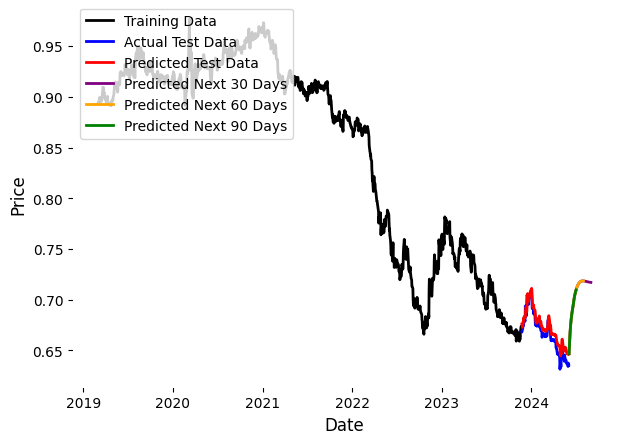 Training Data
Actual Test Data
Predicted Test Data
Predicted Next 30 Days
Predicted Next 60 Days
Predicted Next 90 Days
0.95
0.90
0.85
0.80
0.75
0.70
0.65
Price
2019 2020 2021 2022 2023 2024
Date